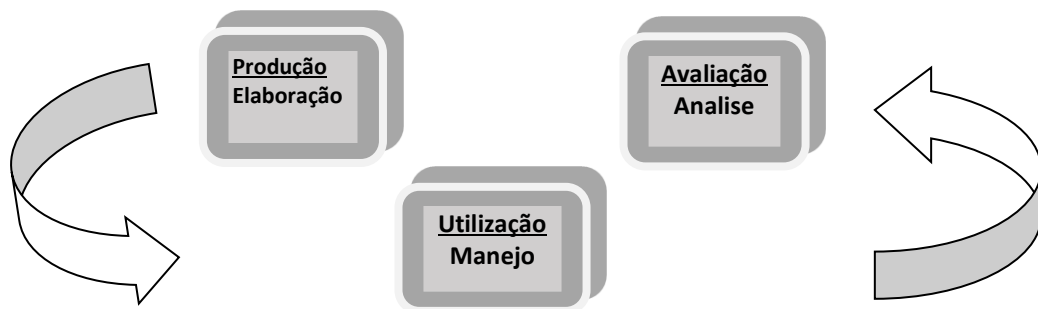 Produção
Elaboração
Avaliação
Analise
Utilização
Manejo